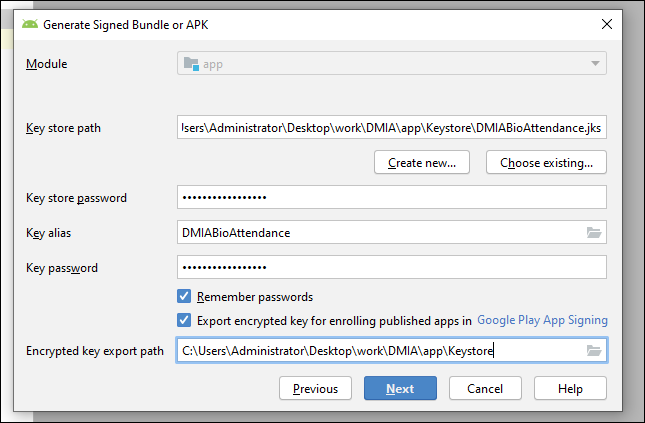 Generate Signed Bundle or APK
Module
app
Key store path
Users\Administrator\Desktop\work\DMIA\app\Keystore\DMIABioAttendance.jks
Create new...
Choose existing...
Key store password
•••••••••••••••••
Key alias
DMIABioAttendance
Key password
•••••••••••••••••
Remember passwords
Export encrypted key for enrolling published apps in Google Play App Signing
Encrypted key export path
C:\Users\Administrator\Desktop\work\DMIA\app\Keystore
Previous
Next
Cancel
Help